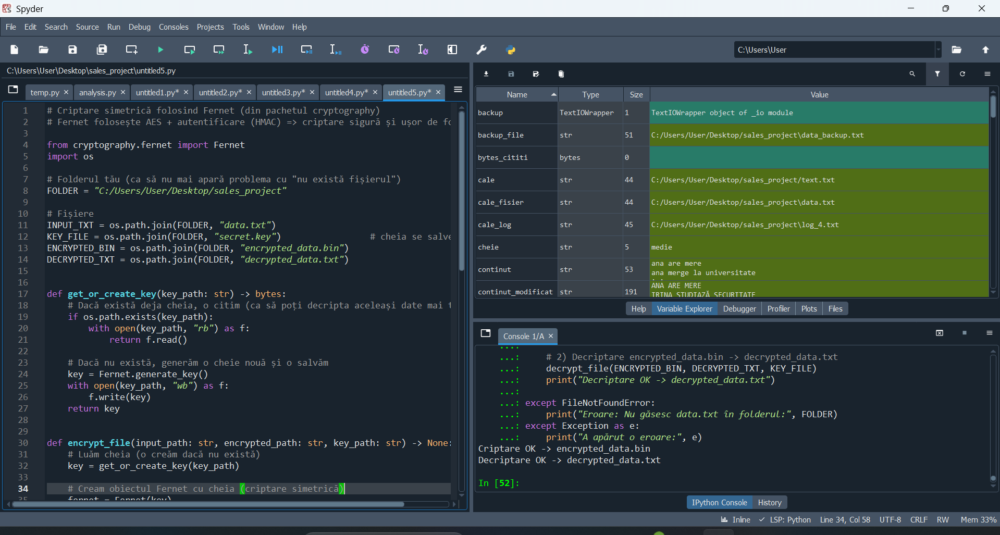 Spyder
File Edit Search Source Run Debug Consoles Projects Tools Window Help
C:\Users\User
C:\Users\User\Desktop\sales_project\untitled5.py
temp.py analysis.py untitled1.py* untitled2.py* untitled3.py* untitled4.py* untitled5.py*
1 # Criptare simetrică folosind Fernet (din pachetul cryptography)
2 # Fernet folosește AES + autentificare (HMAC) => criptare sigură și ușor de fo
3
4 from cryptography.fernet import Fernet
5 import os
6
7 # Folderul tău (ca să nu mai apară problema cu "nu există fișierul")
8 FOLDER = "C:/Users/User/Desktop/sales_project"
9
10 # Fișiere
11 INPUT_TXT = os.path.join(FOLDER, "data.txt")
12 KEY_FILE = os.path.join(FOLDER, "secret.key") # cheia se salve
13 ENCRYPTED_BIN = os.path.join(FOLDER, "encrypted_data.bin")
14 DECRYPTED_TXT = os.path.join(FOLDER, "decrypted_data.txt")
15
16
17 def get_or_create_key(key_path: str) -> bytes:
18 # Dacă există deja cheia, o citim (ca să poți decripta aceleași date mai t
19 if os.path.exists(key_path):
20 with open(key_path, "rb") as f:
21 return f.read()
22
23 # Dacă nu există, generăm o cheie nouă și o salvăm
24 key = Fernet.generate_key()
25 with open(key_path, "wb") as f:
26 f.write(key)
27 return key
28
29
30 def encrypt_file(input_path: str, encrypted_path: str, key_path: str) -> None:
31 # Luăm cheia (o creăm dacă nu există)
32 key = get_or_create_key(key_path)
33
34 # Cream obiectul Fernet cu cheia (criptare simetrică)
35 fernet = Fernet(key)
Name Type Size Value
backup TextIOWrapper 1 TextIOWrapper object of _io module
backup_file str 51 C:/Users/User/Desktop/sales_project\data_backup.txt
bytes_cititi bytes 0
cale str 44 C:/Users/User/Desktop/sales_project/text.txt
cale_fisier str 44 C:/Users/User/Desktop/sales_project\data.txt
cale_log str 45 C:/Users/User/Desktop/sales_project\log_4.txt
cheie str 5 medie
continut str 53 ana are mere
ana merge la universitate
continut_modificat str 191 ANA ARE MERE
IRINA STUDIAZĂ SECURITATE
Help Variable Explorer Debugger Profiler Plots Files
Console 1/A
...:
...: # 2) Decriptare encrypted_data.bin -> decrypted_data.txt
...: decrypt_file(ENCRYPTED_BIN, DECRYPTED_TXT, KEY_FILE)
...: print("Decriptare OK -> decrypted_data.txt")
...:
...: except FileNotFoundError:
...: print("Eroare: Nu găsesc data.txt în folderul:", FOLDER)
...: except Exception as e:
...: print("A apărut o eroare:", e)
Criptare OK -> encrypted_data.bin
Decriptare OK -> decrypted_data.txt
In [52]:
IPython Console History
Inline LSP: Python Line 34, Col 58 UTF-8 CRLF RW Mem 33%